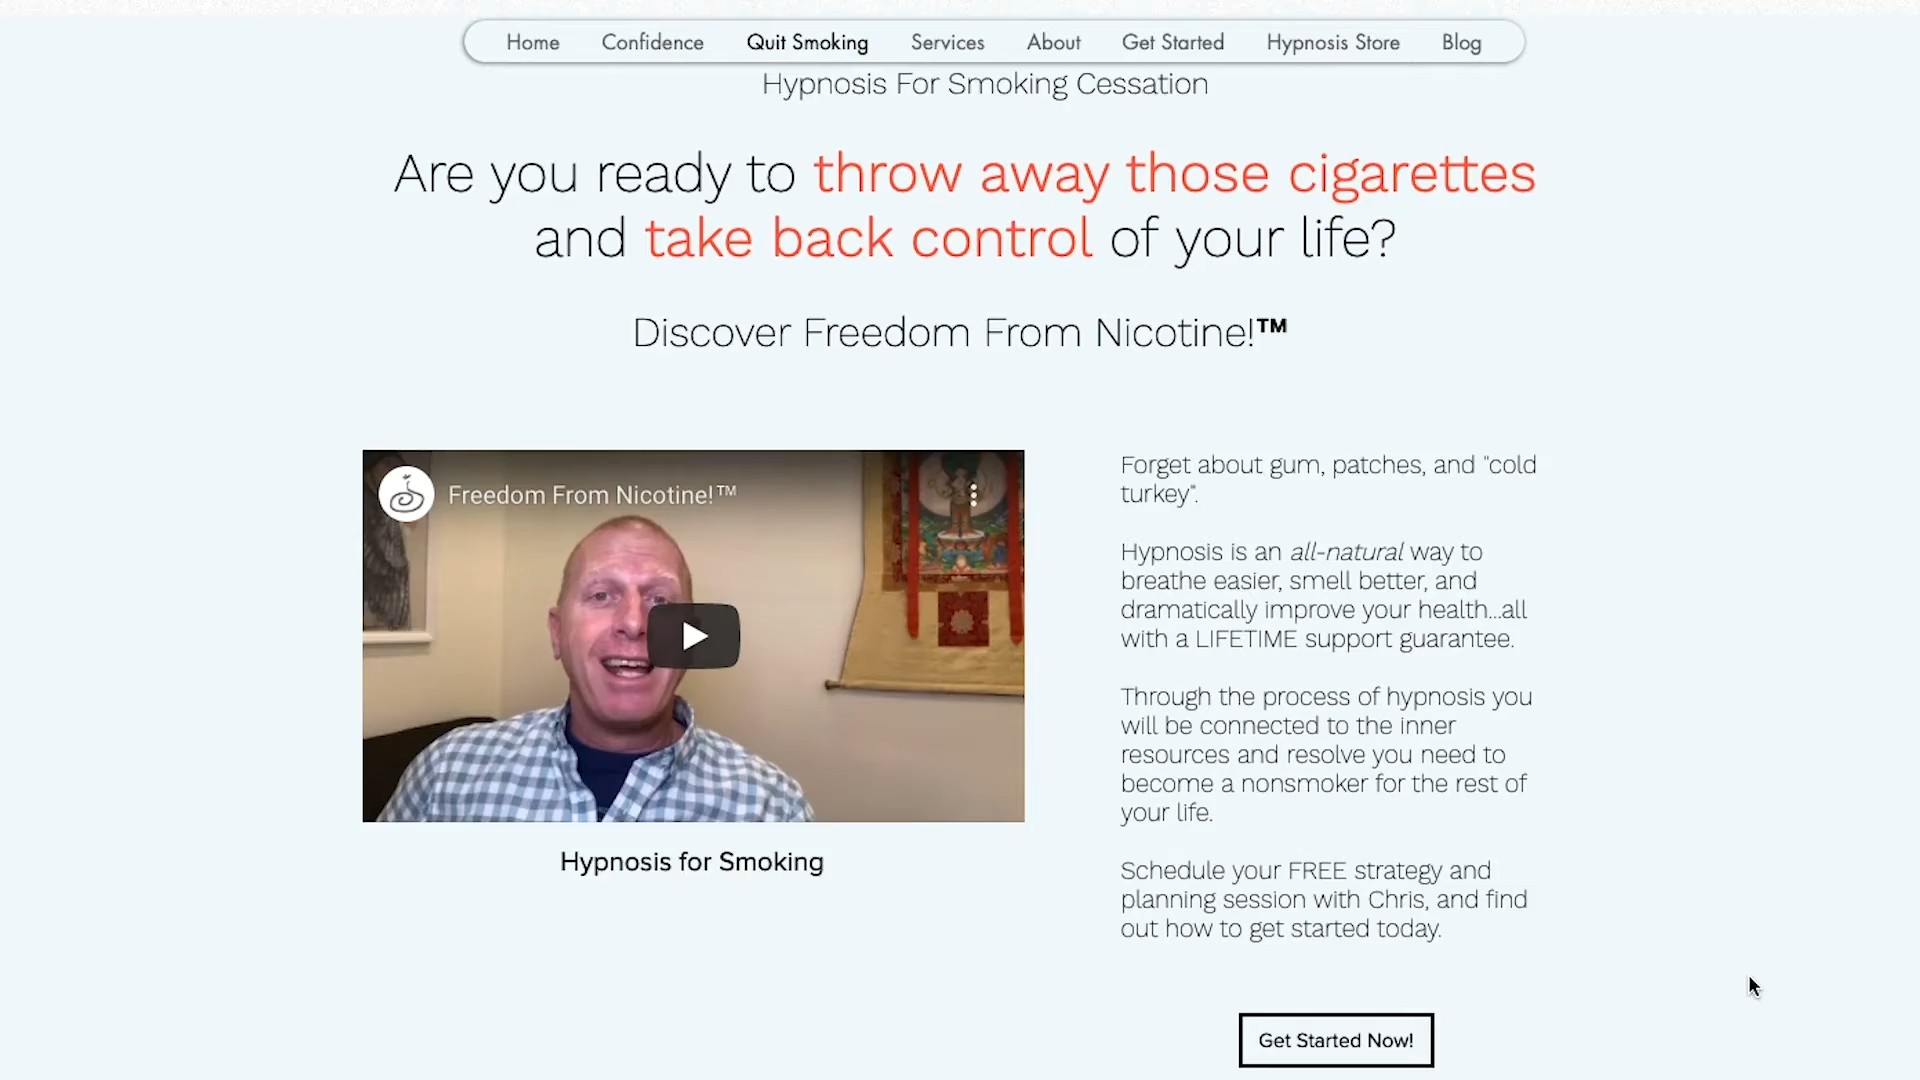 Home Confidence Quit Smoking Services About Get Started Hypnosis Store Blog
Hypnosis For Smoking Cessation
Are you ready to throw away those cigarettes
and take back control of your life?
Discover Freedom From Nicotine!™
Freedom From Nicotine!™
Hypnosis for Smoking
Forget about gum, patches, and "cold
turkey".
Hypnosis is an all-natural way to
breathe easier, smell better, and
dramatically improve your health...all
with a LIFETIME support guarantee.
Through the process of hypnosis you
will be connected to the inner
resources and resolve you need to
become a nonsmoker for the rest of
your life.
Schedule your FREE strategy and
planning session with Chris, and find
out how to get started today.
Get Started Now!